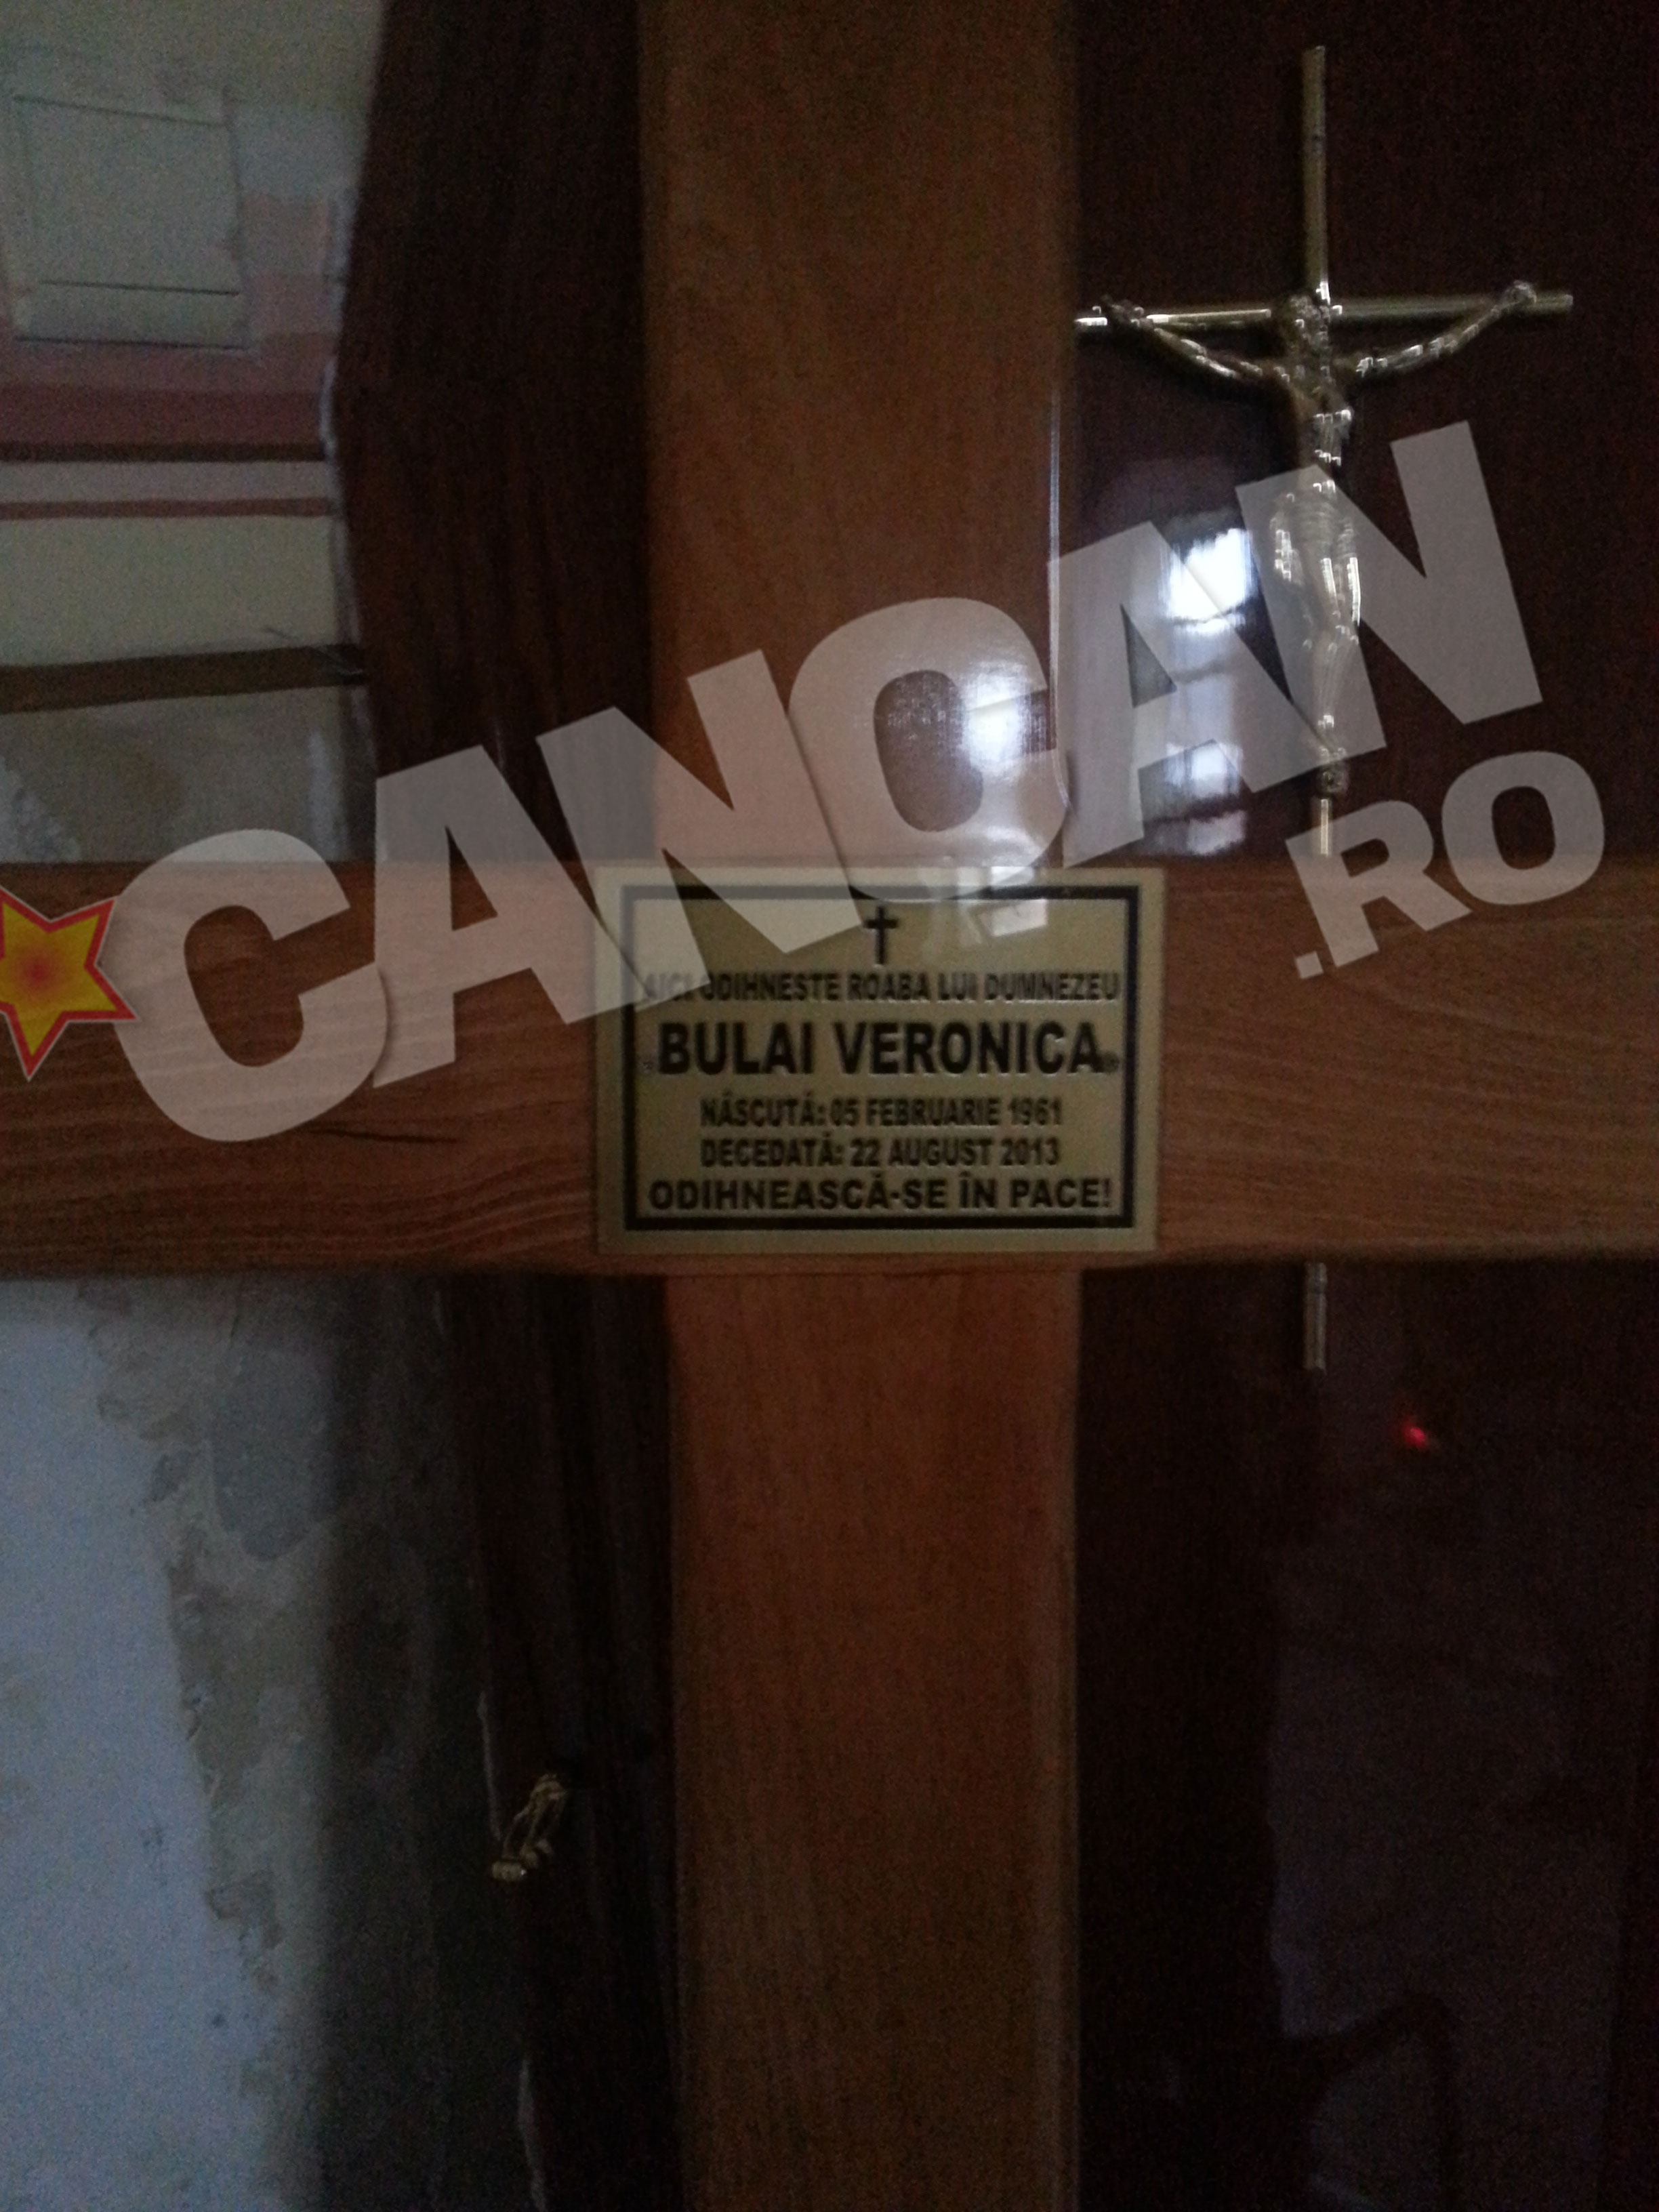 CANCAN
.RO
AICI ODIHNESTE ROABA LUI DUMNEZEU
BULAI VERONICA
NĂSCUTĂ: 05 FEBRUARIE 1961
DECEDATĂ: 22 AUGUST 2013
ODIHNEASCĂ-SE ÎN PACE!